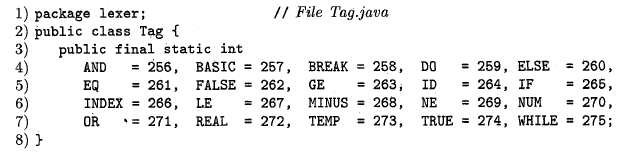 1) package lexer;                // File Tag.java
2) public class Tag {
3)    public final static int
4)       AND   = 256,  BASIC = 257,  BREAK = 258,  DO   = 259, ELSE  = 260,
5)       EQ    = 261,  FALSE = 262,  GE    = 263,  ID   = 264, IF    = 265,
6)       INDEX = 266,  LE    = 267,  MINUS = 268,  NE   = 269, NUM   = 270,
7)       OR    = 271,  REAL  = 272,  TEMP  = 273,  TRUE = 274, WHILE = 275;
8) }